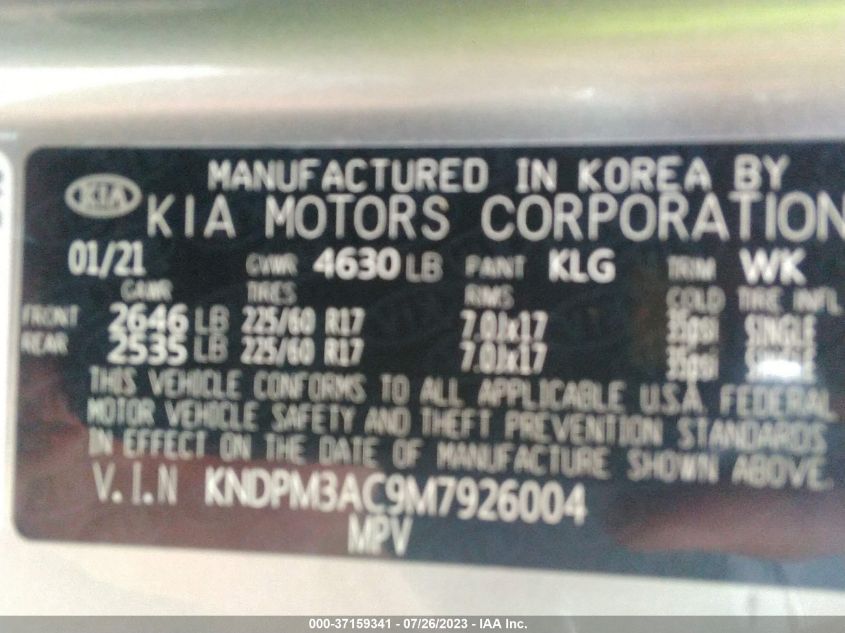 MANUFACTURED IN KOREA BY
KIA KIA MOTORS CORPORATION
01/21 GVWR 4630 LB PAINT KLG TRIM WK
GAWR TIRES RIMS COLD TIRE INFL
FRONT 2646 LB 225/60 R17 7.0Jx17 35psi SINGLE
REAR 2535 LB 225/60 R17 7.0Jx17 35psi SINGLE
THIS VEHICLE CONFORMS TO ALL APPLICABLE U.S.A. FEDERAL
MOTOR VEHICLE SAFETY AND THEFT PREVENTION STANDARDS
IN EFFECT ON THE DATE OF MANUFACTURE SHOWN ABOVE.
V.I.N KNDPM3AC9M7926004
MPV
000-37159341 - 07/26/2023 - IAA Inc.